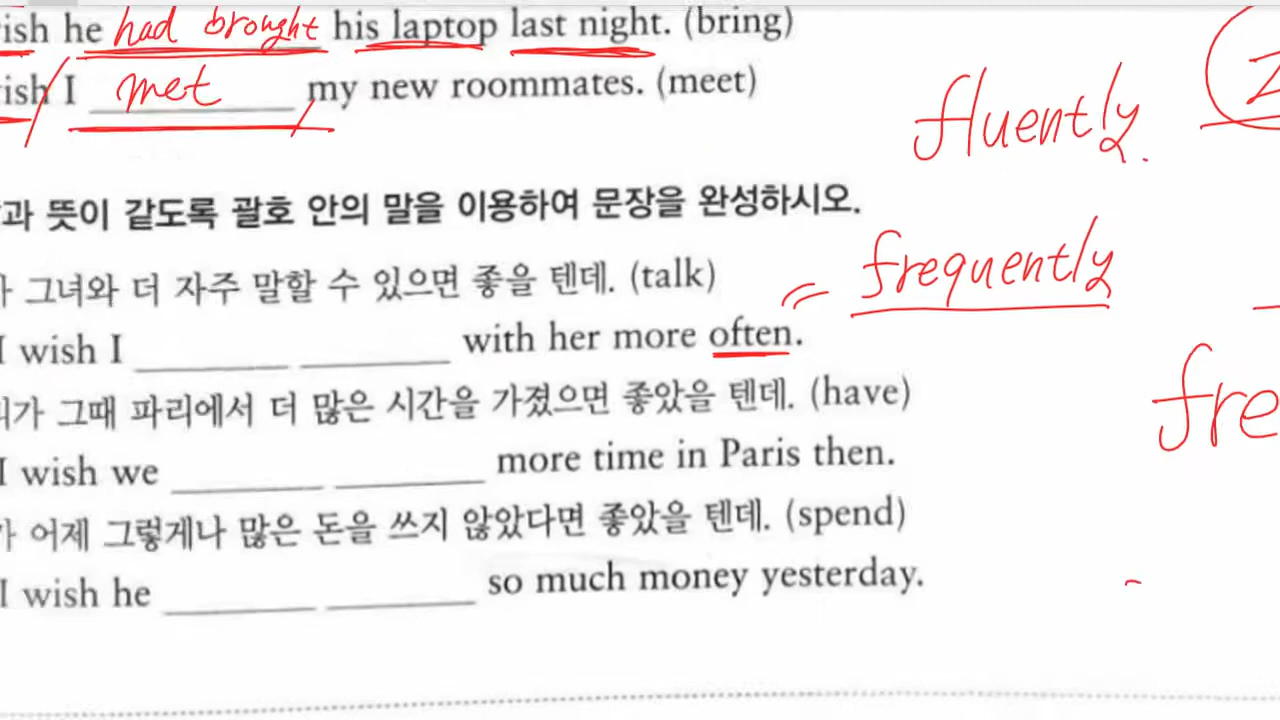 ish he had brought his laptop last night. (bring)
ish I met my new roommates. (meet)
fluently.
과 뜻이 같도록 괄호 안의 말을 이용하여 문장을 완성하시오.
그녀와 더 자주 말할 수 있으면 좋을 텐데. (talk)
= frequently
I wish I ________ ________ with her more often.
가 그때 파리에서 더 많은 시간을 가졌으면 좋았을 텐데. (have)
fre
I wish we ________ ________ more time in Paris then.
어제 그렇게나 많은 돈을 쓰지 않았다면 좋았을 텐데. (spend)
I wish he ________ ________ so much money yesterday.